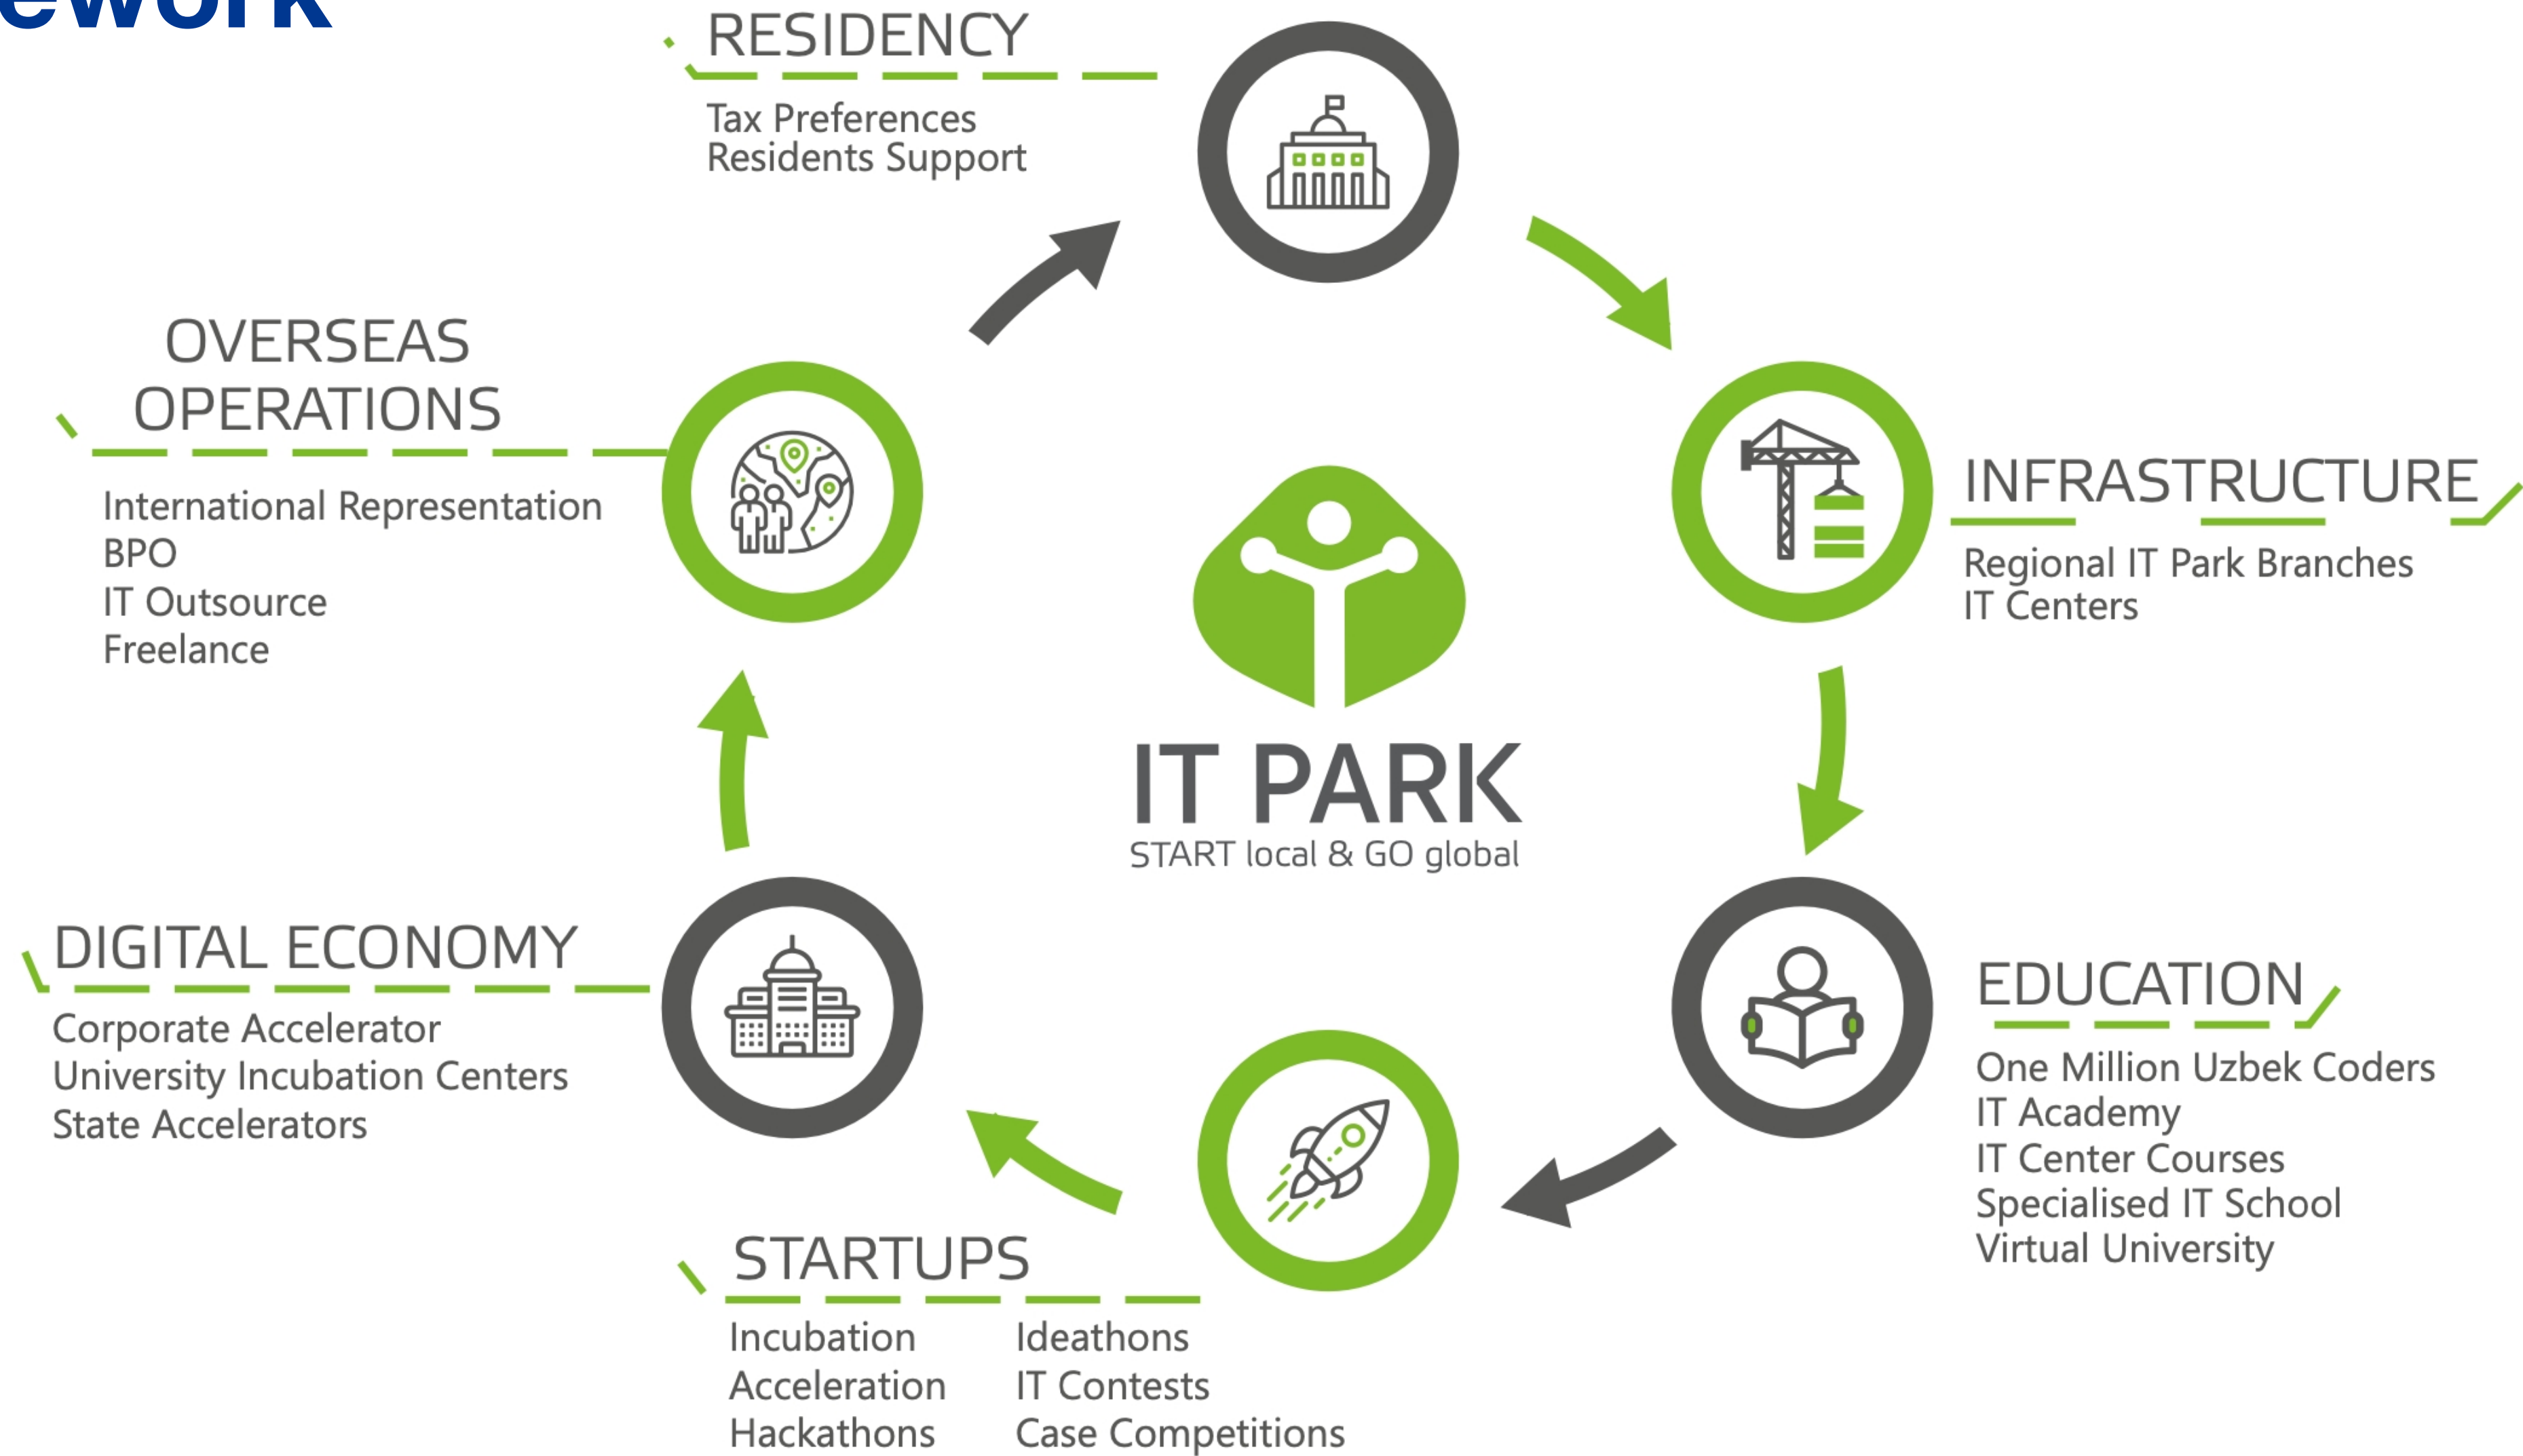 ework
RESIDENCY
Tax Preferences
Residents Support
OVERSEAS
OPERATIONS
International Representation
BPO
IT Outsource
Freelance
INFRASTRUCTURE
Regional IT Park Branches
IT Centers
IT PARK
START local & GO global
DIGITAL ECONOMY
Corporate Accelerator
University Incubation Centers
State Accelerators
EDUCATION
One Million Uzbek Coders
IT Academy
IT Center Courses
Specialised IT School
Virtual University
STARTUPS
Incubation Ideathons
Acceleration IT Contests
Hackathons Case Competitions